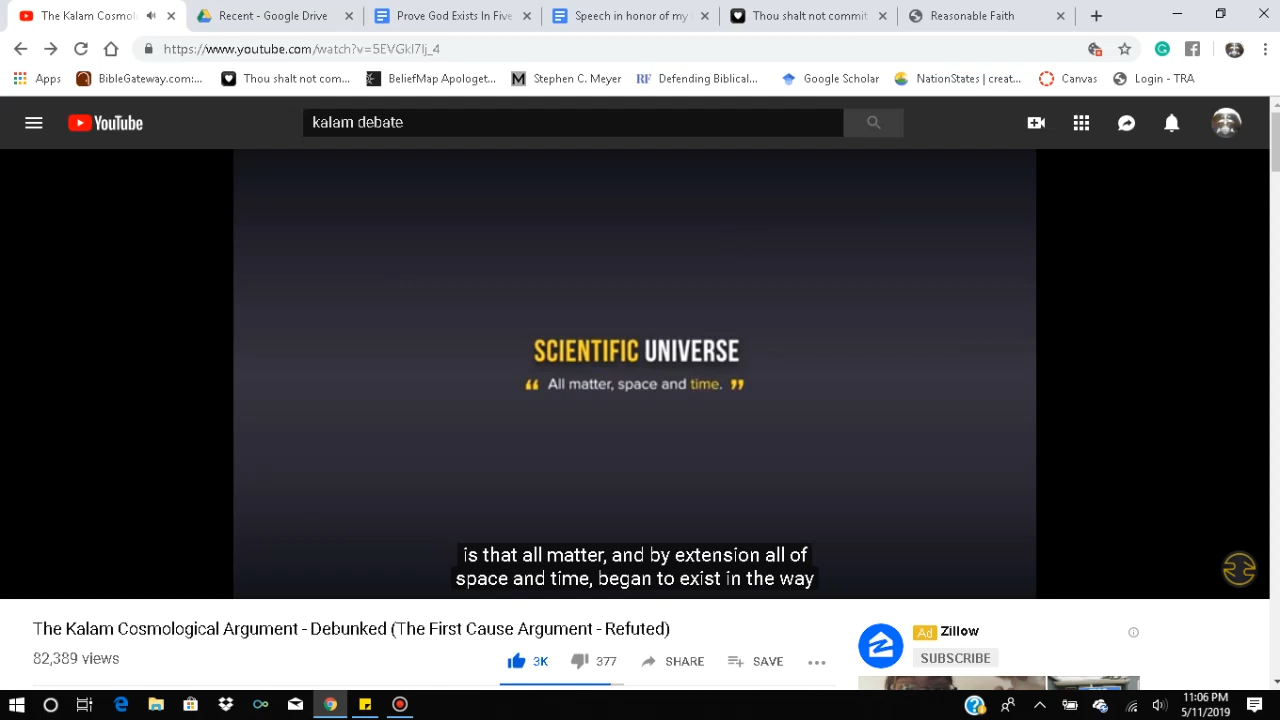 The Kalam Cosmol
Recent - Google Drive
Prove God Exists In Five
Speech in honor of my
Thou shalt not commit
Reasonable Faith
https://www.youtube.com/watch?v=5EVGkI7Ij_4
Apps
BibleGateway.com:...
Thou shalt not com...
BeliefMap Apologet...
Stephen C. Meyer
RF Defending Biblical...
Google Scholar
NationStates | creat...
Canvas
Login - TRA
YouTube
kalam debate
SCIENTIFIC UNIVERSE
“ All matter, space and time. ”
is that all matter, and by extension all of
space and time, began to exist in the way
The Kalam Cosmological Argument - Debunked (The First Cause Argument - Refuted)
82,389 views
3K
377
SHARE
SAVE
Ad Zillow
SUBSCRIBE
11:06 PM
5/11/2019